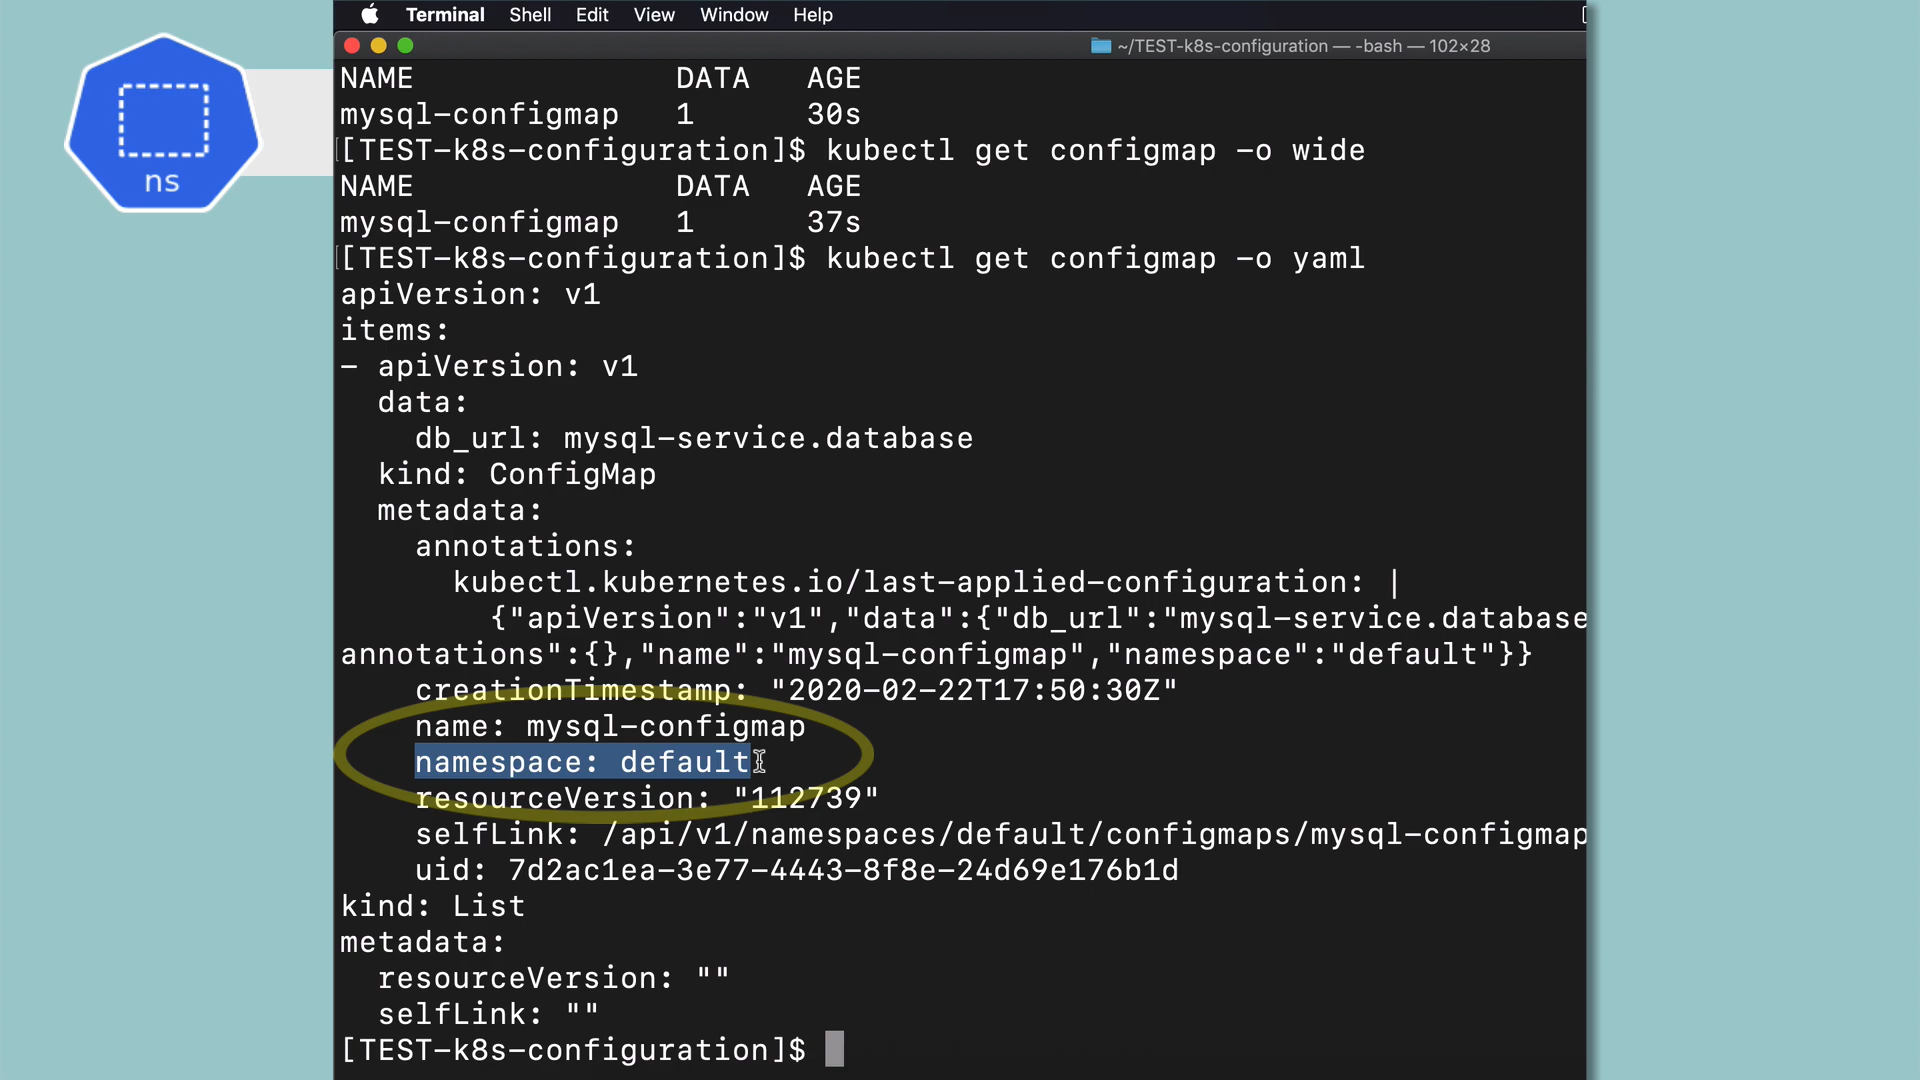 Terminal Shell Edit View Window Help
~/TEST-k8s-configuration — -bash — 102×28
ns
NAME DATA AGE
mysql-configmap 1 30s
[[TEST-k8s-configuration]$ kubectl get configmap -o wide
NAME DATA AGE
mysql-configmap 1 37s
[[TEST-k8s-configuration]$ kubectl get configmap -o yaml
apiVersion: v1
items:
- apiVersion: v1
  data:
    db_url: mysql-service.database
  kind: ConfigMap
  metadata:
    annotations:
      kubectl.kubernetes.io/last-applied-configuration: |
        {"apiVersion":"v1","data":{"db_url":"mysql-service.database
annotations":{},"name":"mysql-configmap","namespace":"default"}}
    creationTimestamp: "2020-02-22T17:50:30Z"
    name: mysql-configmap
    namespace: default
    resourceVersion: "112739"
    selfLink: /api/v1/namespaces/default/configmaps/mysql-configmap
    uid: 7d2ac1ea-3e77-4443-8f8e-24d69e176b1d
kind: List
metadata:
  resourceVersion: ""
  selfLink: ""
[TEST-k8s-configuration]$